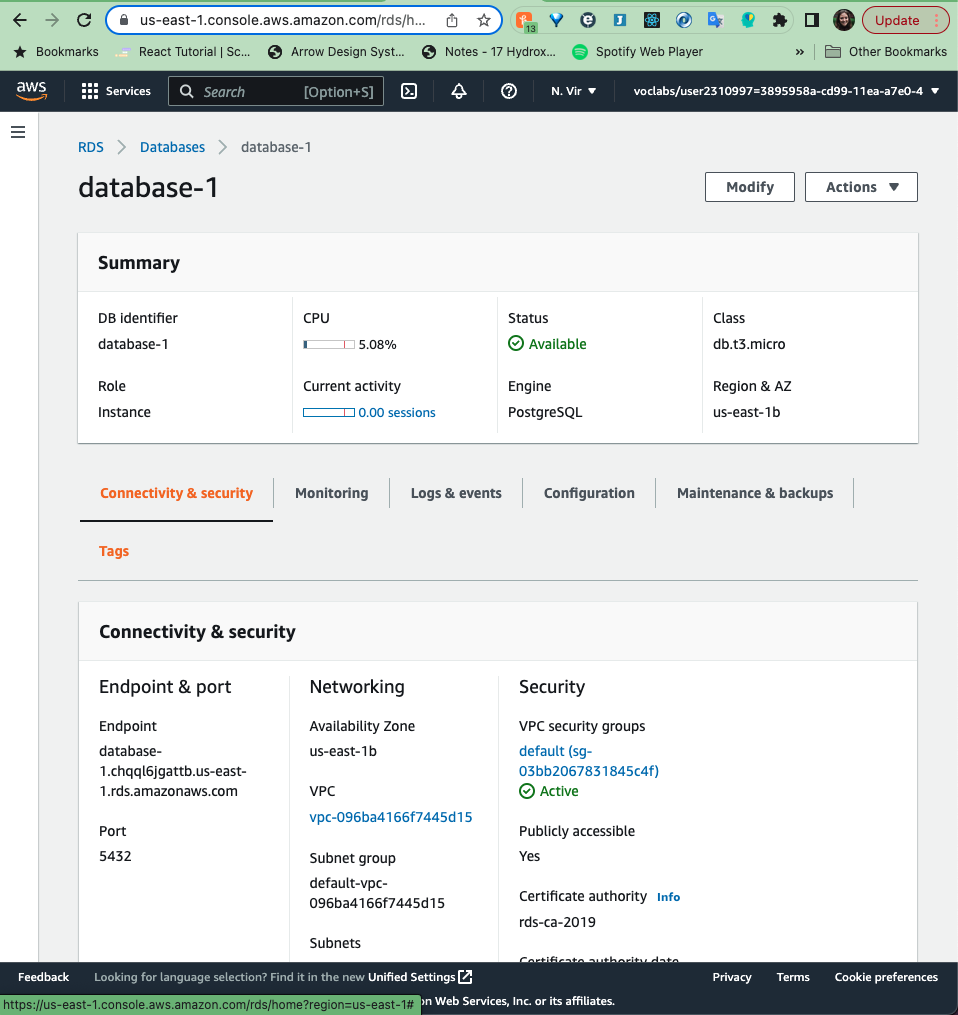 us-east-1.console.aws.amazon.com/rds/h...
13
Update
Bookmarks
React Tutorial | Sc...
Arrow Design Syst...
Notes - 17 Hydrox...
Spotify Web Player
»
Other Bookmarks
aws
Services
Search [Option+S]
N. Vir
voclabs/user2310997=3895958a-cd99-11ea-a7e0-4
RDS
Databases
database-1
database-1
Modify
Actions
Summary
DB identifier
database-1
CPU
5.08%
Status
Available
Class
db.t3.micro
Role
Instance
Current activity
0.00 sessions
Engine
PostgreSQL
Region & AZ
us-east-1b
Connectivity & security
Monitoring
Logs & events
Configuration
Maintenance & backups
Tags
Connectivity & security
Endpoint & port
Endpoint
database-
1.chqql6jgattb.us-east-
1.rds.amazonaws.com
Port
5432
Networking
Availability Zone
us-east-1b
VPC
vpc-096ba4166f7445d15
Subnet group
default-vpc-
096ba4166f7445d15
Subnets
Security
VPC security groups
default (sg-
03bb2067831845c4f)
Active
Publicly accessible
Yes
Certificate authority Info
rds-ca-2019
Certificate authority date
Feedback
Looking for language selection? Find it in the new Unified Settings
Privacy
Terms
Cookie preferences
https://us-east-1.console.aws.amazon.com/rds/home?region=us-east-1#
on Web Services, Inc. or its affiliates.